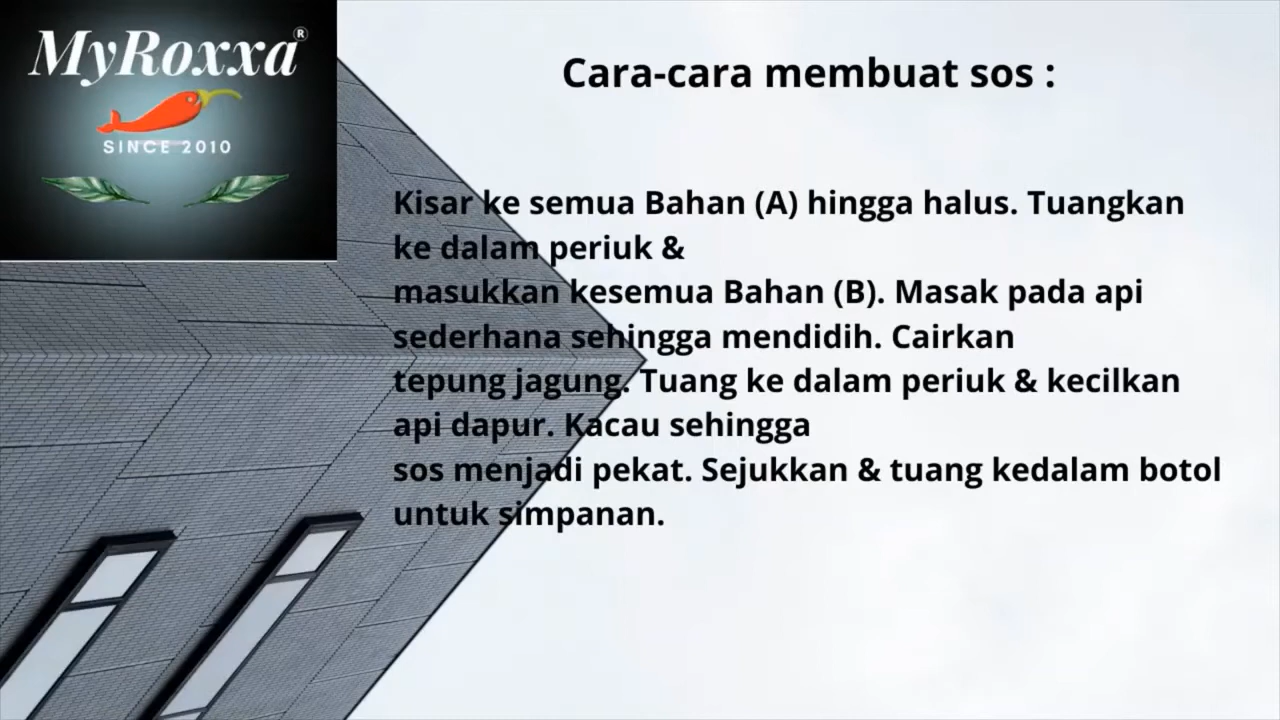 MyRoxxa®
SINCE 2010
Cara-cara membuat sos :
Kisar ke semua Bahan (A) hingga halus. Tuangkan
ke dalam periuk &
masukkan kesemua Bahan (B). Masak pada api
sederhana sehingga mendidih. Cairkan
tepung jagung. Tuang ke dalam periuk & kecilkan
api dapur. Kacau sehingga
sos menjadi pekat. Sejukkan & tuang kedalam botol
untuk simpanan.